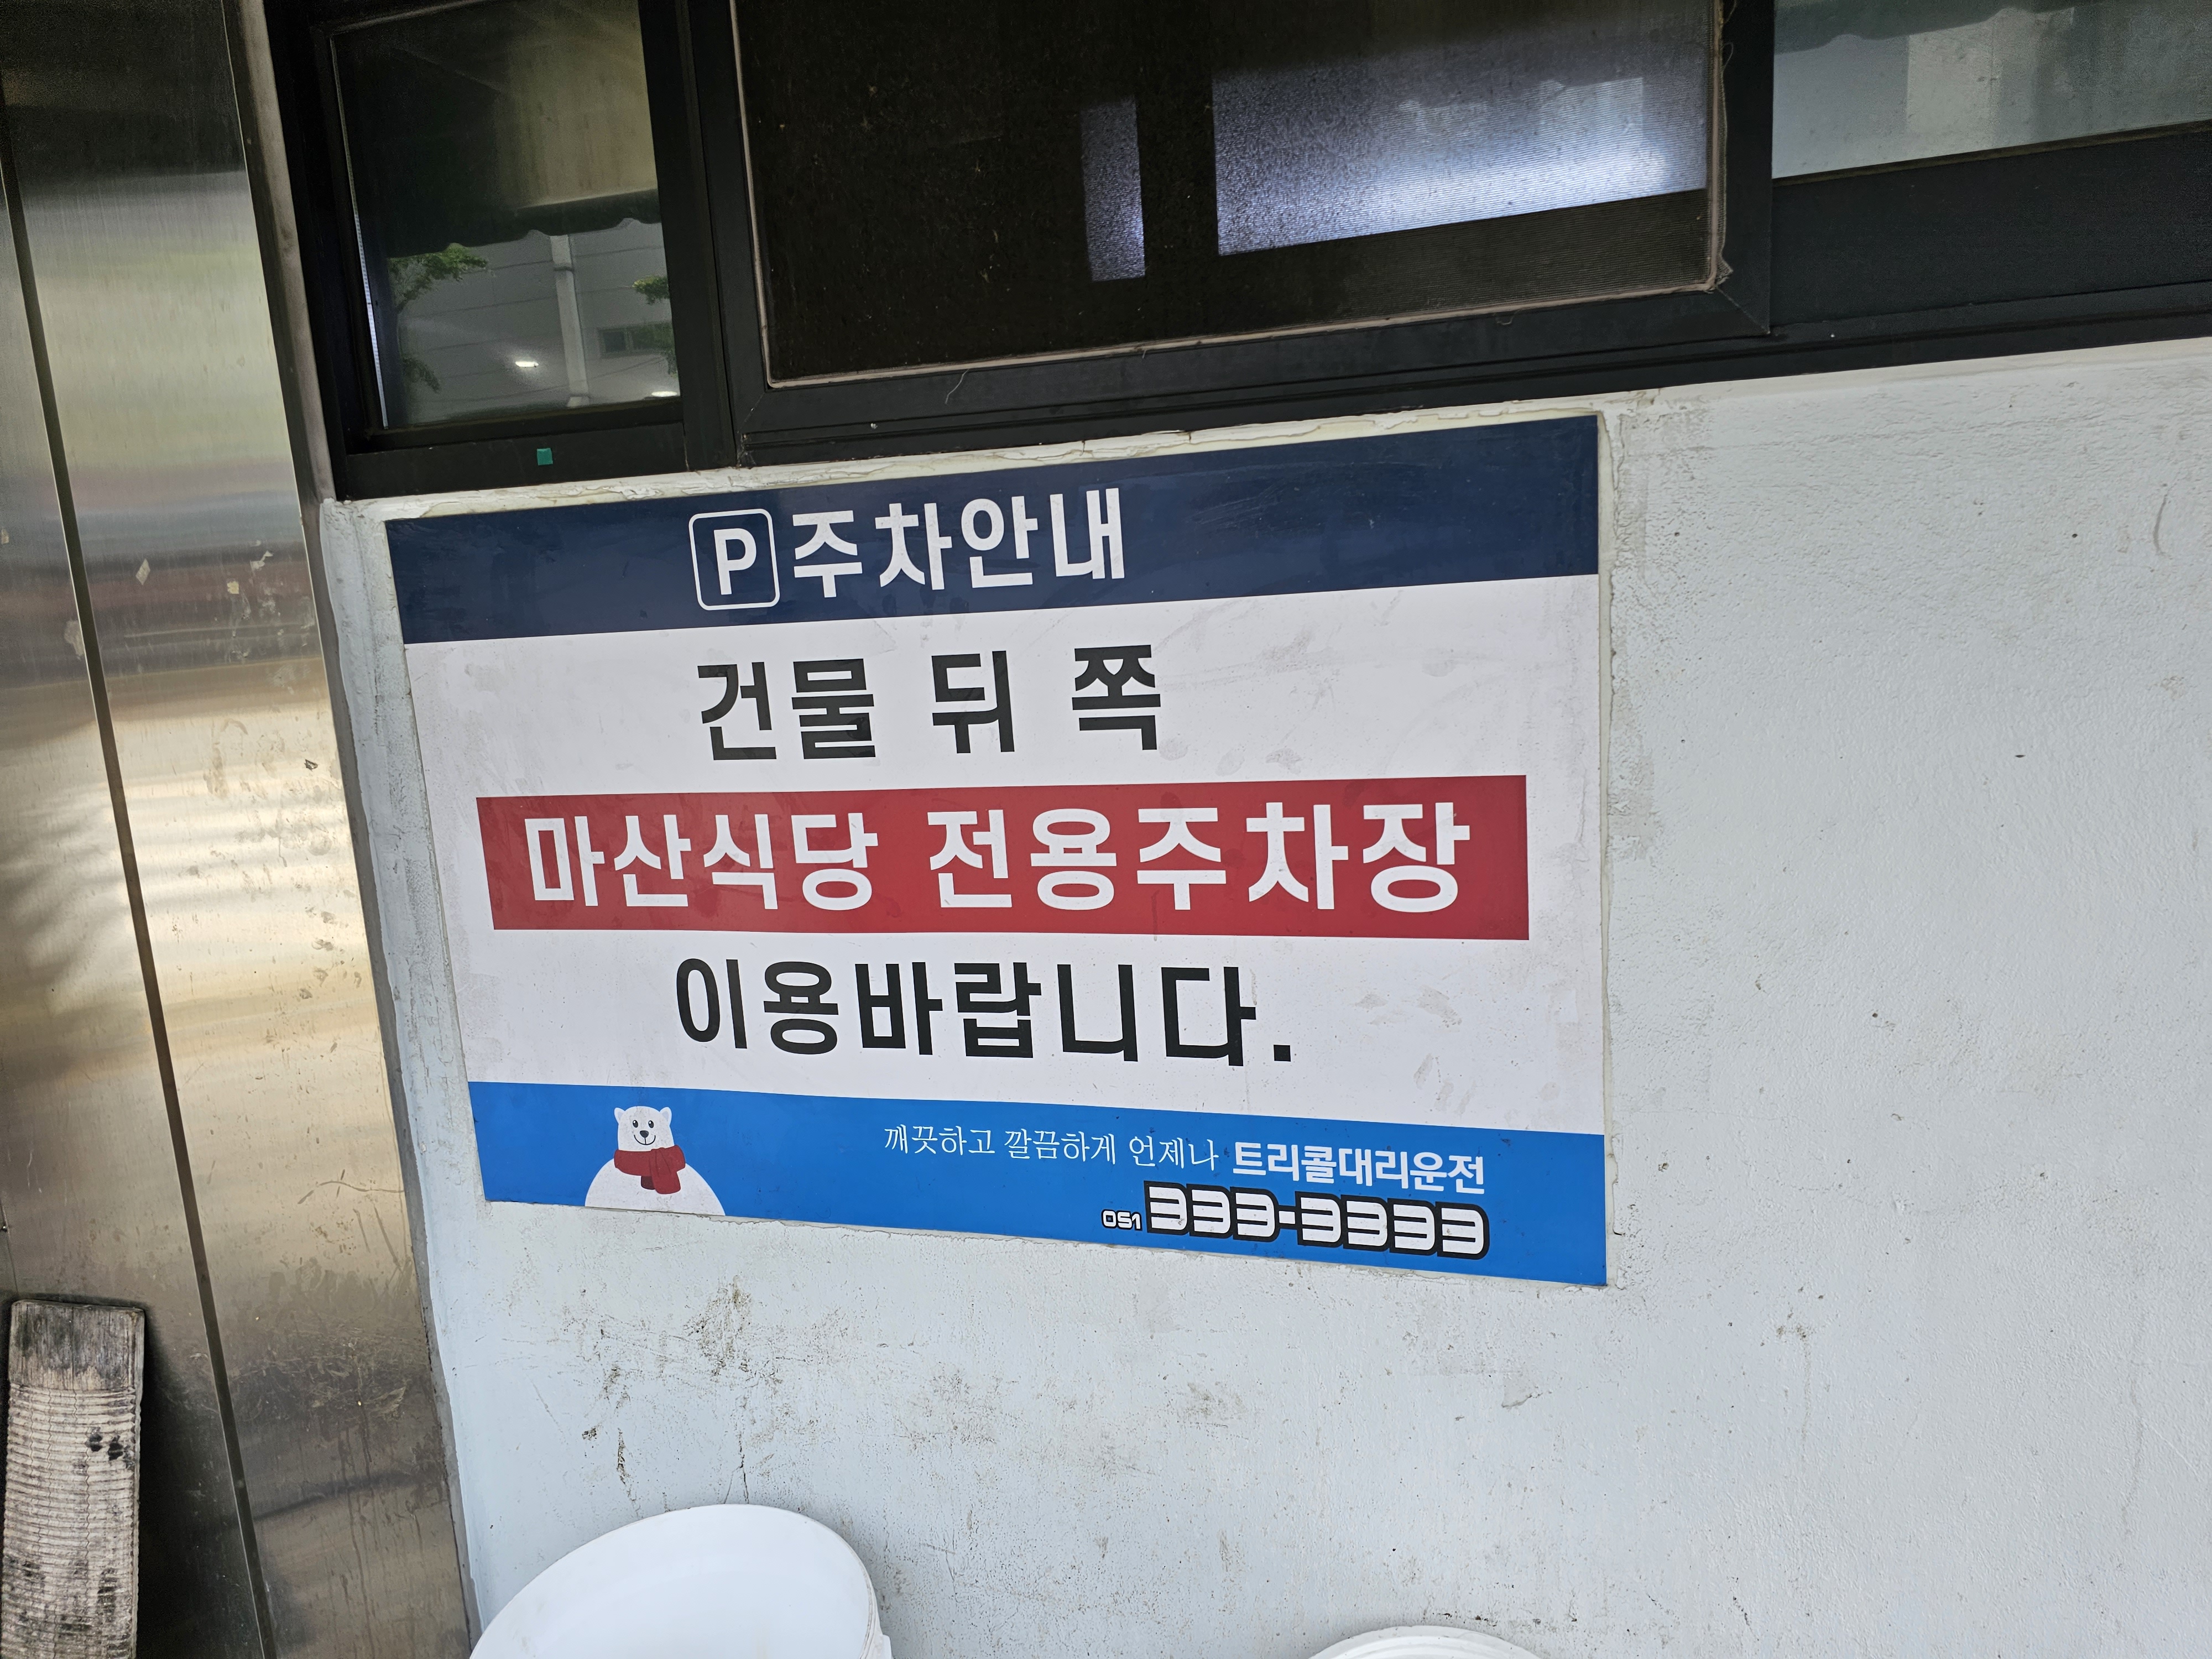 P 주차안내
건물 뒤 쪽
마산식당 전용주차장
이용바랍니다.
깨끗하고 깔끔하게 언제나 트리콜대리운전
051 333-3333